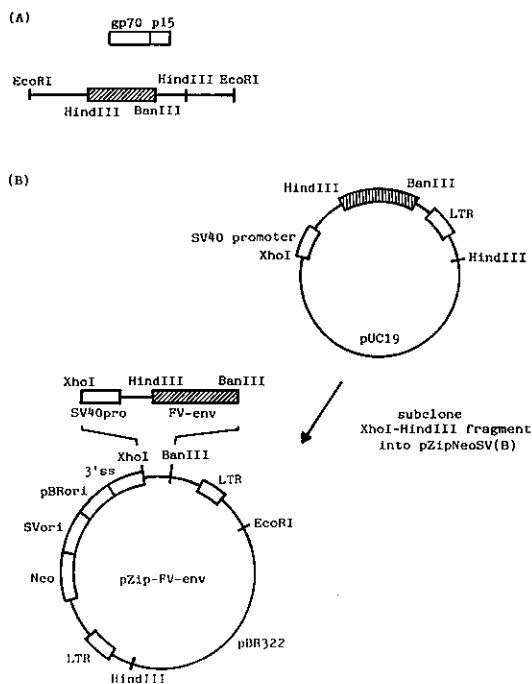 (A)
gp70 p15
EcoRI HindIII EcoRI
HindIII BanIII
(B)
HindIII BanIII
LTR
SV40 promoter
XhoI
HindIII
pUC19
XhoI HindIII BanIII
SV40pro FV-env
subclone
XhoI-HindIII fragment
into pZipNeoSV(B)
XhoI BanIII
3'ss
LTR
pBRori
EcoRI
SVori
Neo
pZip-FV-env
pBR322
LTR
HindIII